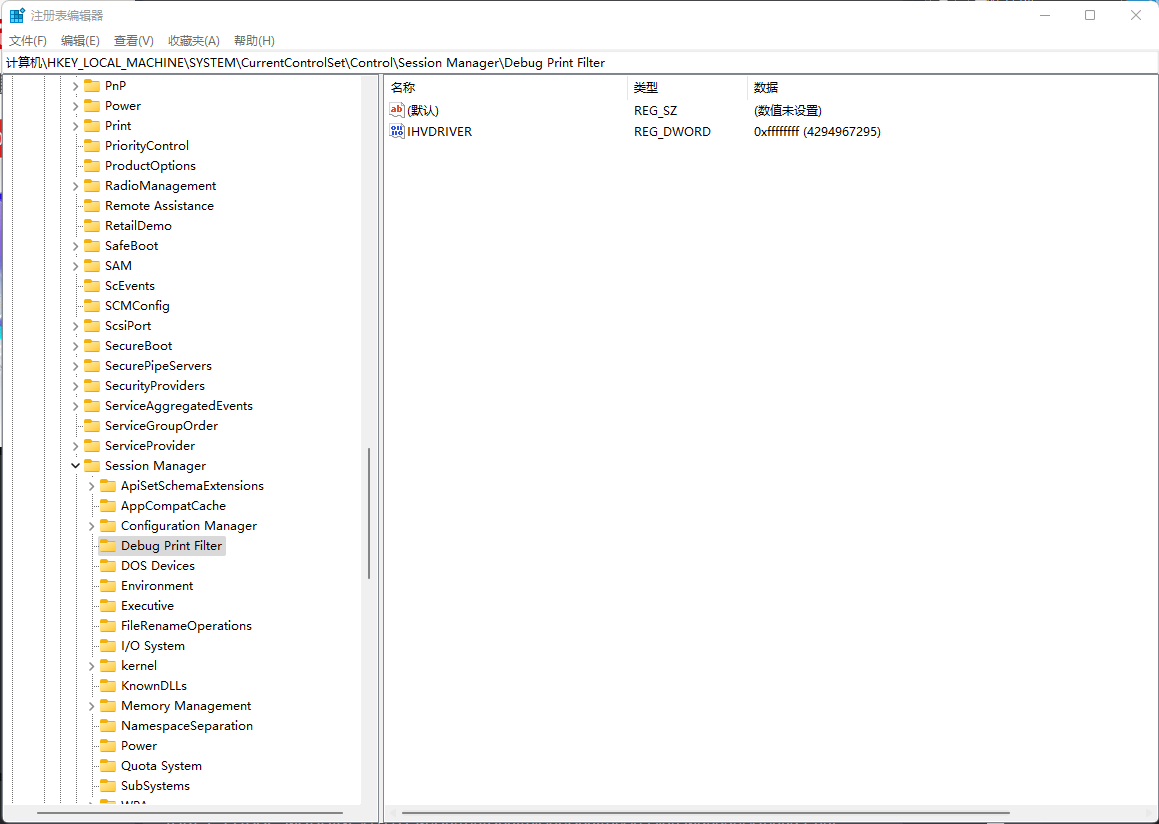 注册表编辑器
文件(F) 编辑(E) 查看(V) 收藏夹(A) 帮助(H)
计算机\HKEY_LOCAL_MACHINE\SYSTEM\CurrentControlSet\Control\Session Manager\Debug Print Filter
PnP
Power
Print
PriorityControl
ProductOptions
RadioManagement
Remote Assistance
RetailDemo
SafeBoot
SAM
ScEvents
SCMConfig
ScsiPort
SecureBoot
SecurePipeServers
SecurityProviders
ServiceAggregatedEvents
ServiceGroupOrder
ServiceProvider
Session Manager
ApiSetSchemaExtensions
AppCompatCache
Configuration Manager
Debug Print Filter
DOS Devices
Environment
Executive
FileRenameOperations
I/O System
kernel
KnownDLLs
Memory Management
NamespaceSeparation
Power
Quota System
SubSystems
名称 类型 数据
(默认) REG_SZ (数值未设置)
IHVDRIVER REG_DWORD 0xffffffff (4294967295)